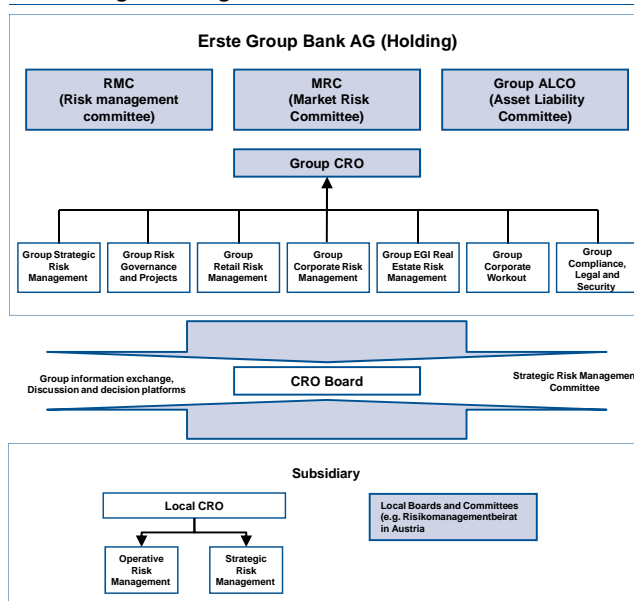 Erste Group Bank AG (Holding)
RMC
(Risk management
committee)
MRC
(Market Risk
Committee)
Group ALCO
(Asset Liability
Committee)
Group CRO
Group Strategic
Risk
Management
Group Risk
Governance
and Projects
Group
Retail Risk
Management
Group
Corporate Risk
Management
Group EGI Real
Estate Risk
Management
Group
Corporate
Workout
Group
Compliance,
Legal and
Security
Group information exchange,
Discussion and decision platforms
CRO Board
Strategic Risk Management
Committee
Subsidiary
Local CRO
Operative
Risk
Management
Strategic
Risk
Management
Local Boards and Committees
(e.g. Risikomanagementbeirat
in Austria